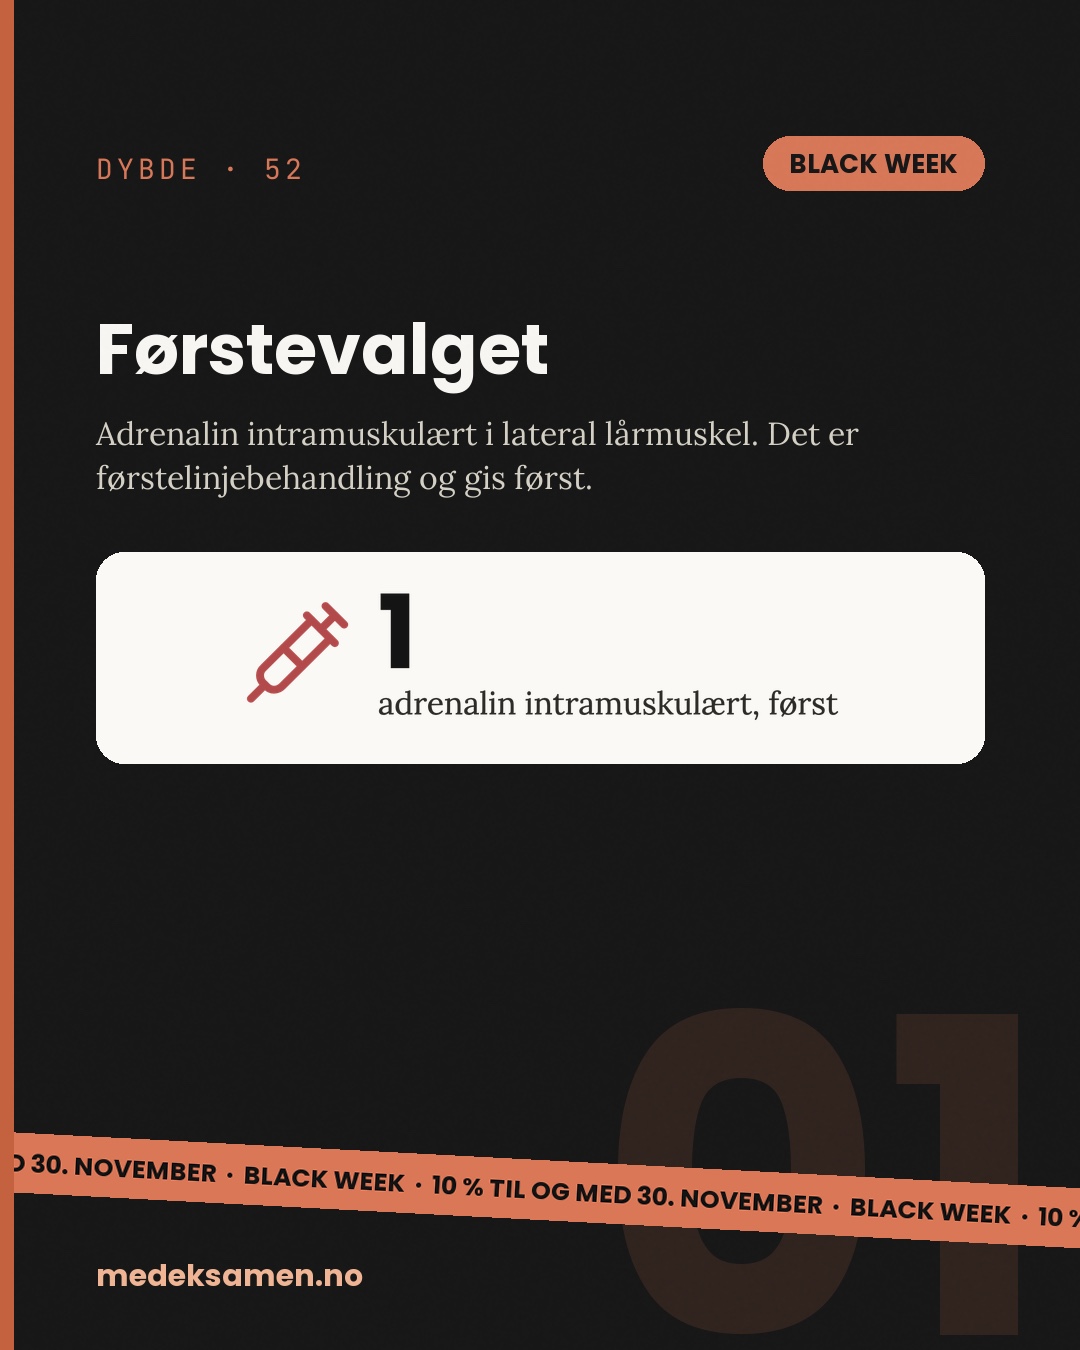 DYBDE · 52
BLACK WEEK
Førstevalget
Adrenalin intramuskulært i lateral lårmuskel. Det er
førstelinjebehandling og gis først.
1
adrenalin intramuskulært, først
01
30. NOVEMBER · BLACK WEEK · 10 % TIL OG MED 30. NOVEMBER · BLACK WEEK · 10 %
medeksamen.no